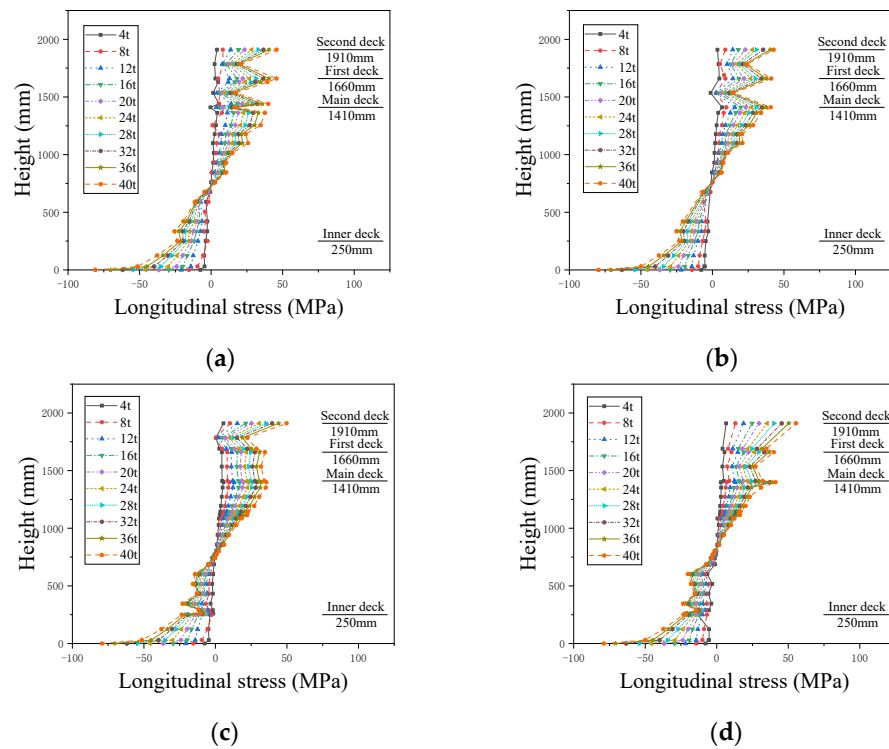 2000
1500
1000
500
0
Height (mm)
4t
8t
12t
16t
20t
24t
28t
32t
36t
40t
Second deck
1910mm
First deck
1660mm
Main deck
1410mm
Inner deck
250mm
−100 −50 0 50 100
Longitudinal stress (MPa)
(a)
2000
1500
1000
500
0
Height (mm)
4t
8t
12t
16t
20t
24t
28t
32t
36t
40t
Second deck
1910mm
First deck
1660mm
Main deck
1410mm
Inner deck
250mm
−100 −50 0 50 100
Longitudinal stress (MPa)
(b)
2000
1500
1000
500
0
Height (mm)
4t
8t
12t
16t
20t
24t
28t
32t
36t
40t
Second deck
1910mm
First deck
1660mm
Main deck
1410mm
Inner deck
250mm
−100 −50 0 50 100
Longitudinal stress (MPa)
(c)
2000
1500
1000
500
0
Height (mm)
4t
8t
12t
16t
20t
24t
28t
32t
36t
40t
Second deck
1910mm
First deck
1660mm
Main deck
1410mm
Inner deck
250mm
−100 −50 0 50 100
Longitudinal stress (MPa)
(d)